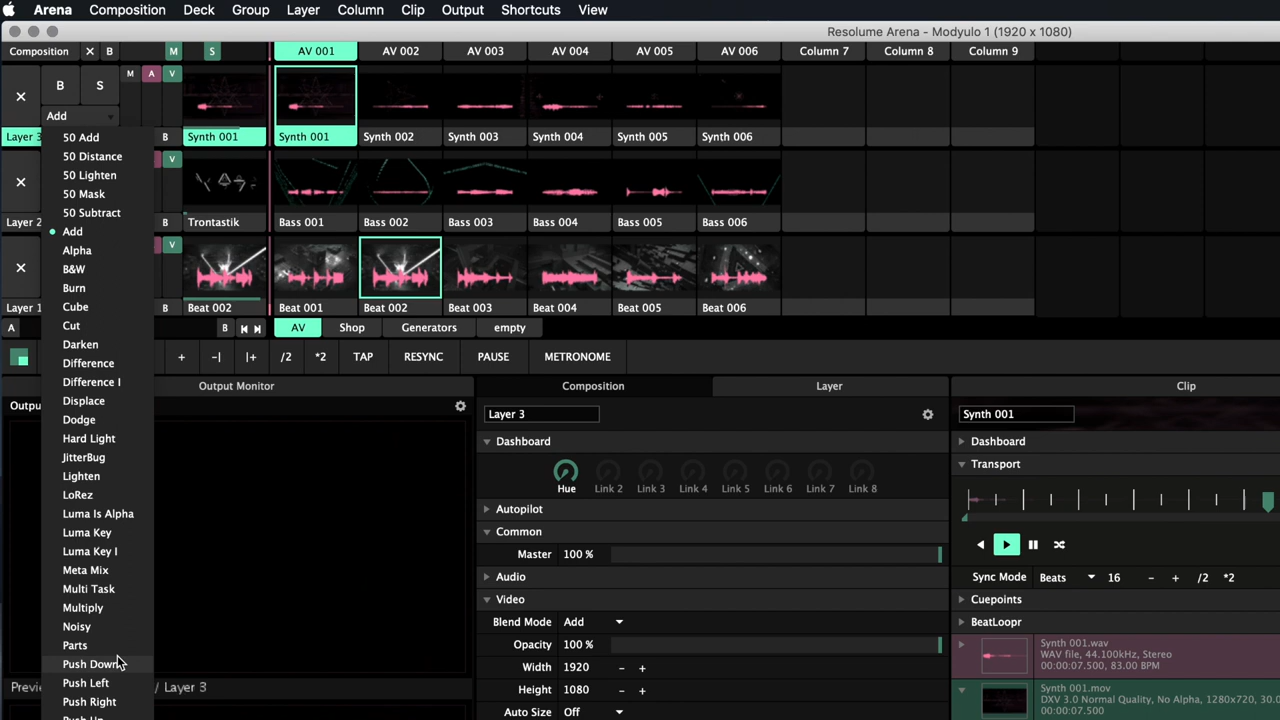 Arena Composition Deck Group Layer Column Clip Output Shortcuts View
Resolume Arena - Modyulo 1 (1920 x 1080)
Composition X B M S AV 001 AV 002 AV 003 AV 004 AV 005 AV 006 Column 7 Column 8 Column 9
B S M A V
Add
Layer 3 B Synth 001 Synth 001 Synth 002 Synth 003 Synth 004 Synth 005 Synth 006
V
Layer 2 B Trontastik Bass 001 Bass 002 Bass 003 Bass 004 Bass 005 Bass 006
V
Layer 1 B Beat 002 Beat 001 Beat 002 Beat 003 Beat 004 Beat 005 Beat 006
A B AV Shop Generators empty
+ -| |+ /2 *2 TAP RESYNC PAUSE METRONOME
50 Add
50 Distance
50 Lighten
50 Mask
50 Subtract
Add
Alpha
B&W
Burn
Cube
Cut
Darken
Difference
Difference I
Displace
Dodge
Hard Light
JitterBug
Lighten
LoRez
Luma Is Alpha
Luma Key
Luma Key I
Meta Mix
Multi Task
Multiply
Noisy
Parts
Push Down
Push Left
Push Right
Push Up
Output Monitor
Outpu
Previe / Layer 3
Composition Layer
Layer 3
Dashboard
Hue Link 2 Link 3 Link 4 Link 5 Link 6 Link 7 Link 8
Autopilot
Common
Master 100 %
Audio
Video
Blend Mode Add
Opacity 100 %
Width 1920 - +
Height 1080 - +
Auto Size Off
Clip
Synth 001
Dashboard
Transport
Sync Mode Beats 16 - + /2 *2
Cuepoints
BeatLoopr
Synth 001.wav
WAV file, 44.100kHz, Stereo
00:00:07.500, 83.00 BPM
Synth 001.mov
DXV 3.0 Normal Quality, No Alpha, 1280x720, 30.
00:00:07.500